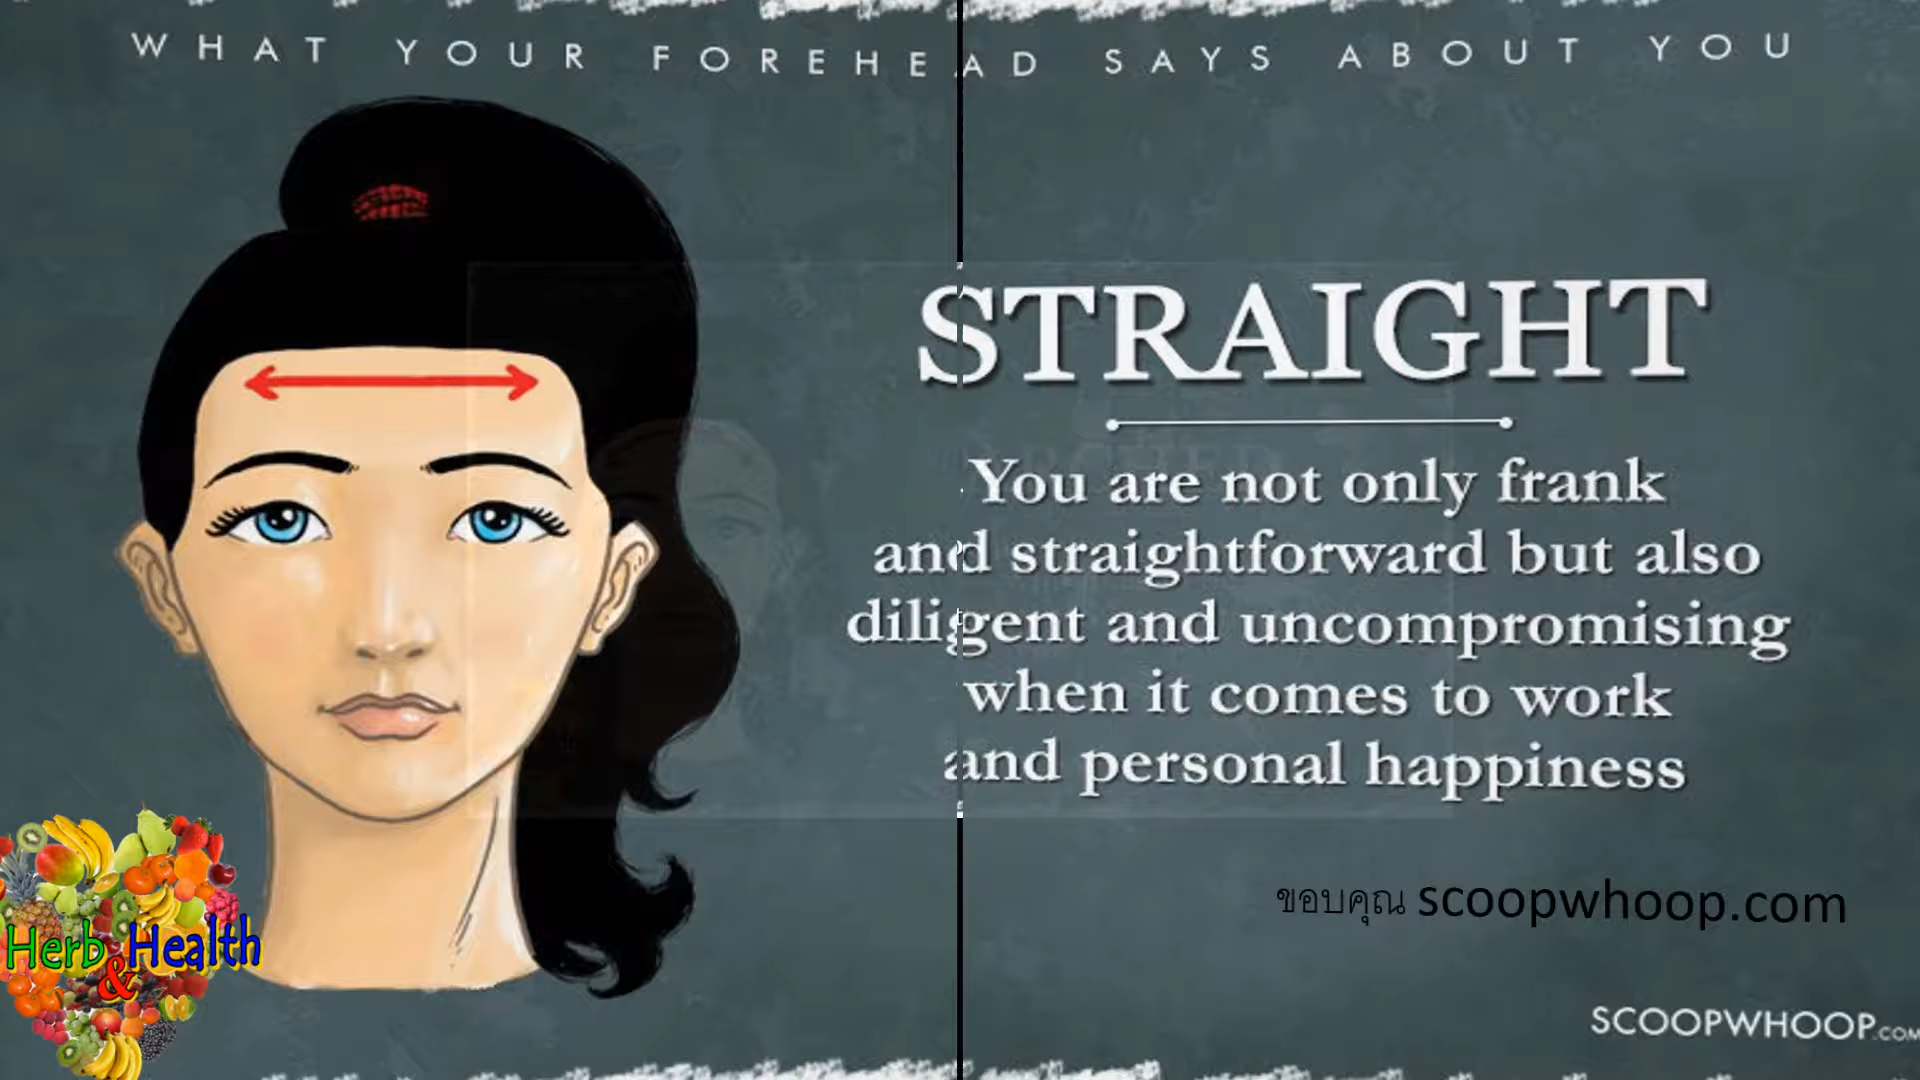 WHAT YOUR FOREHEAD SAYS ABOUT YOU
STRAIGHT
You are not only frank
and straightforward but also
diligent and uncompromising
when it comes to work
and personal happiness
ขอบคุณ scoopwhoop.com
Herb & Health
SCOOPWHOOP.COM